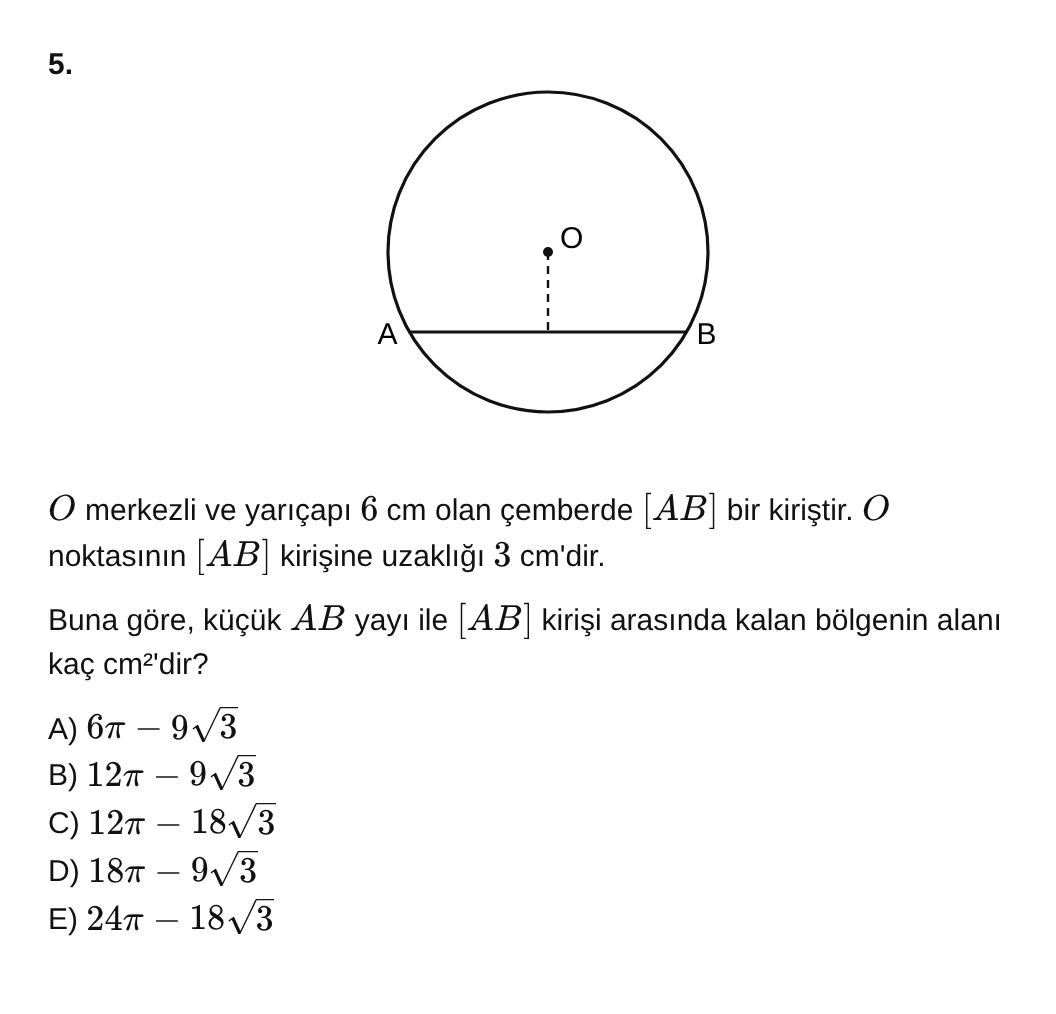 5.
O
A
B
O merkezli ve yarıçapı 6 cm olan çemberde [AB] bir kiriştir. O
noktasının [AB] kirişine uzaklığı 3 cm'dir.
Buna göre, küçük AB yayı ile [AB] kirişi arasında kalan bölgenin alanı
kaç cm²'dir?
A) 6π − 9√3
B) 12π − 9√3
C) 12π − 18√3
D) 18π − 9√3
E) 24π − 18√3